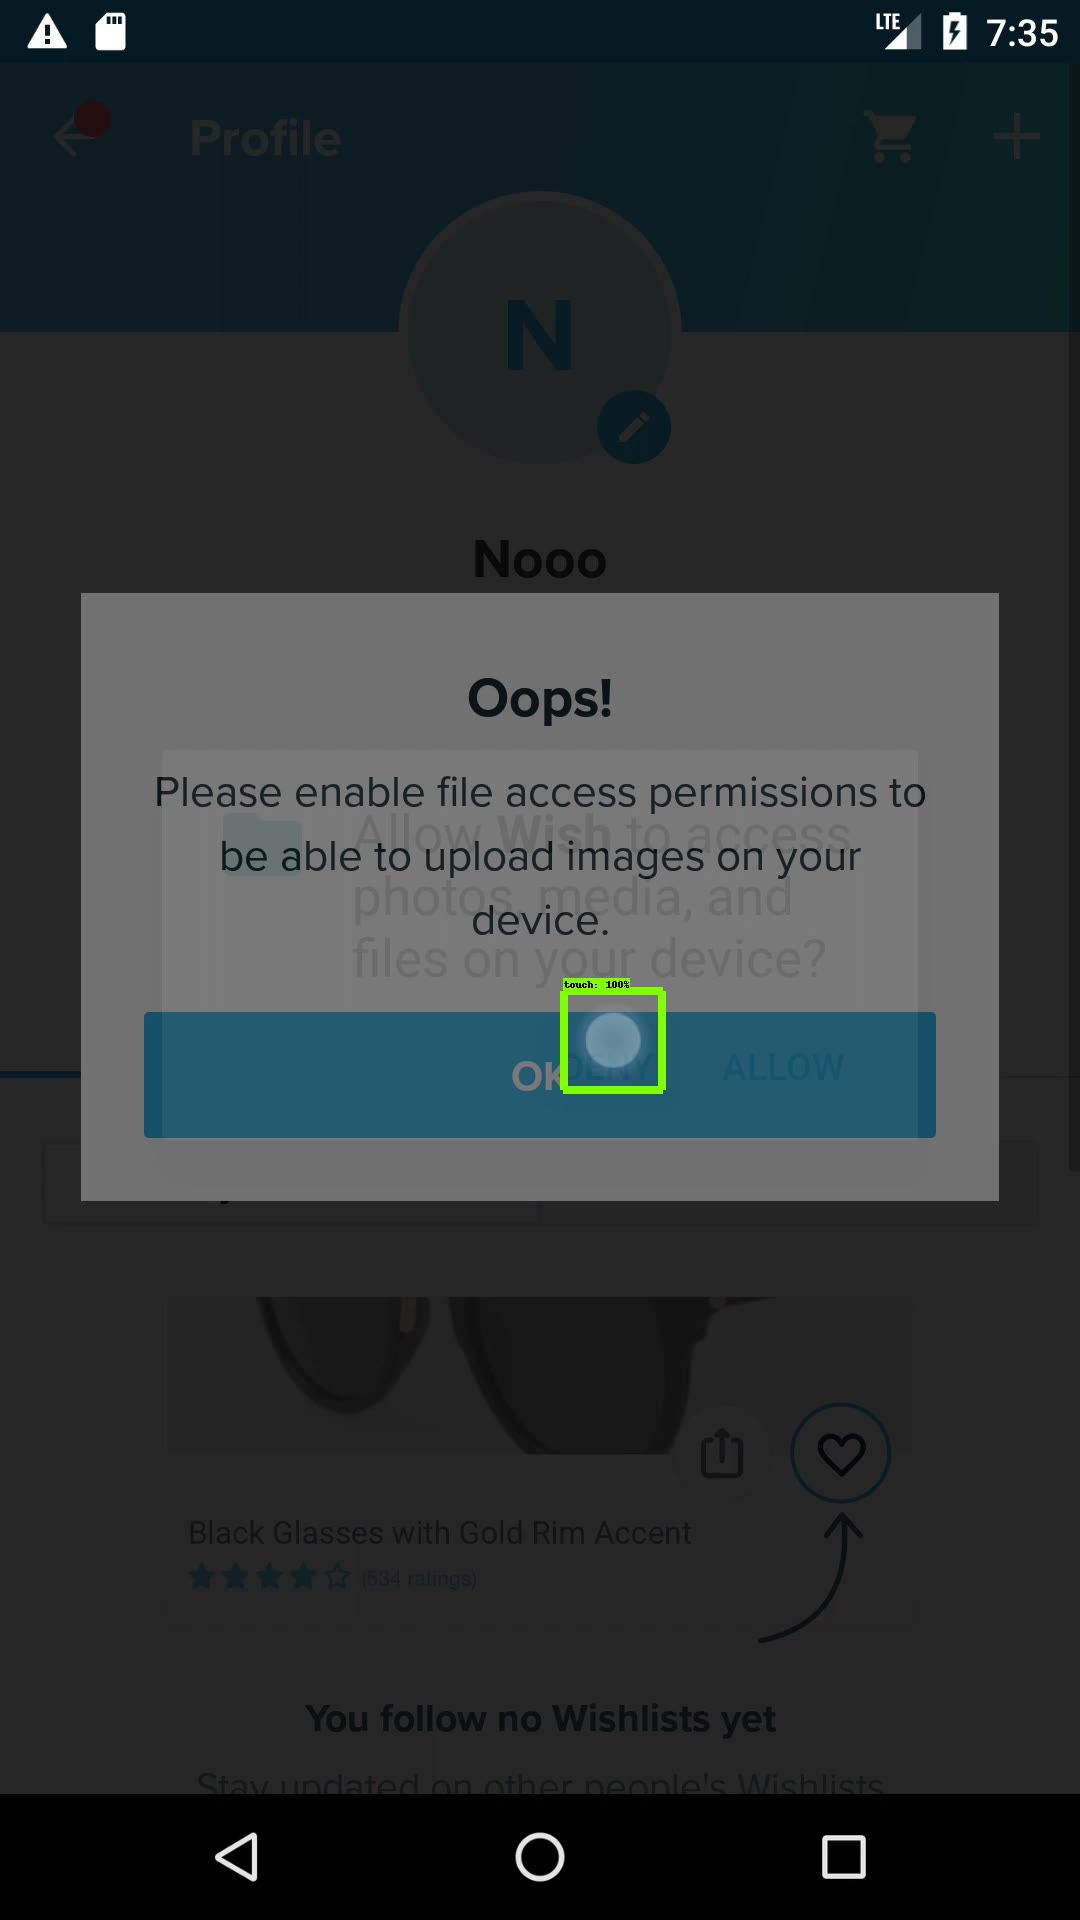 LTE 7:35
Profile
N
Nooo
Oops!
Please enable file access permissions to
be able to upload images on your
device.
Allow Wish to access
photos, media, and
files on your device?
touch: 100%
OK
DENY ALLOW
Black Glasses with Gold Rim Accent
(534 ratings)
You follow no Wishlists yet
Stay updated on other people's Wishlists